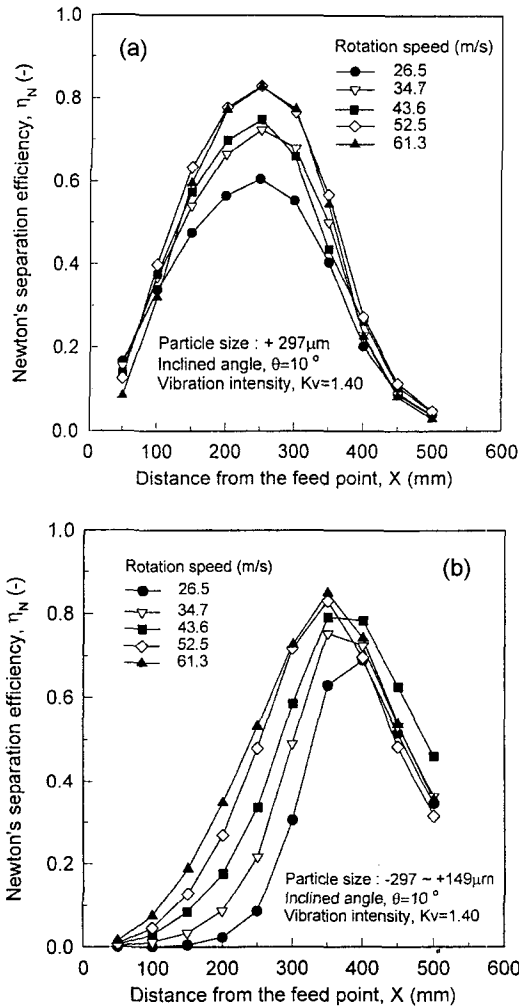 (a)
Rotation speed (m/s)
26.5
34.7
43.6
52.5
61.3
Newton's separation efficiency, ηN (-)
1.0
0.8
0.6
0.4
0.2
0.0
Particle size : + 297μm
Inclined angle, θ=10 °
Vibration intensity, Kv=1.40
0 100 200 300 400 500 600
Distance from the feed point, X (mm)
(b)
Rotation speed (m/s)
26.5
34.7
43.6
52.5
61.3
Newton's separation efficiency, ηN (-)
1.0
0.8
0.6
0.4
0.2
0.0
Particle size : -297 ~ +149μm
Inclined angle, θ=10 °
Vibration intensity, Kv=1.40
0 100 200 300 400 500 600
Distance from the feed point, X (mm)